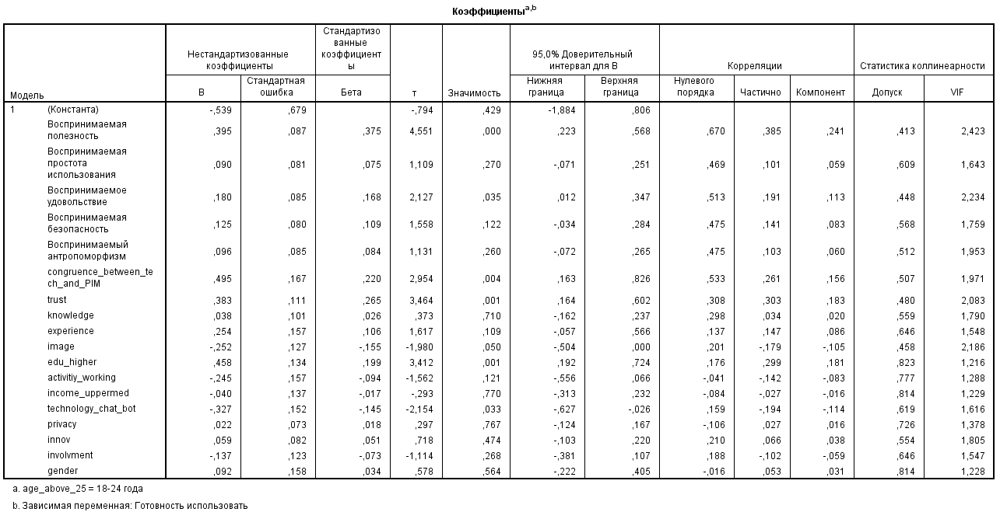 Коэффициентыa,b
Модель Нестандартизованные коэффициенты Стандартизо ванные коэффициент ы т Значимость 95,0% Доверительный интервал для B Корреляции Статистика коллинеарности
B Стандартная ошибка Бета Нижняя граница Верхняя граница Нулевого порядка Частично Компонент Допуск VIF
1 (Константа) -,539 ,679 -,794 ,429 -1,884 ,806
Воспринимаемая полезность ,395 ,087 ,375 4,551 ,000 ,223 ,568 ,670 ,385 ,241 ,413 2,423
Воспринимаемая простота использования ,090 ,081 ,075 1,109 ,270 -,071 ,251 ,469 ,101 ,059 ,609 1,643
Воспринимаемое удовольствие ,180 ,085 ,168 2,127 ,035 ,012 ,347 ,513 ,191 ,113 ,448 2,234
Воспринимаемая безопасность ,125 ,080 ,109 1,558 ,122 -,034 ,284 ,475 ,141 ,083 ,568 1,759
Воспринимаемый антропоморфизм ,096 ,085 ,084 1,131 ,260 -,072 ,265 ,475 ,103 ,060 ,512 1,953
congruence_between_te ch_and_PIM ,495 ,167 ,220 2,954 ,004 ,163 ,826 ,533 ,261 ,156 ,507 1,971
trust ,383 ,111 ,265 3,464 ,001 ,164 ,602 ,308 ,303 ,183 ,480 2,083
knowledge ,038 ,101 ,026 ,373 ,710 -,162 ,237 ,298 ,034 ,020 ,559 1,790
experience ,254 ,157 ,106 1,617 ,109 -,057 ,566 ,137 ,147 ,086 ,646 1,548
image -,252 ,127 -,155 -1,980 ,050 -,504 ,000 ,201 -,179 -,105 ,458 2,186
edu_higher ,458 ,134 ,199 3,412 ,001 ,192 ,724 ,176 ,299 ,181 ,823 1,216
activitiy_working -,245 ,157 -,094 -1,562 ,121 -,556 ,066 -,041 -,142 -,083 ,777 1,288
income_uppermed -,040 ,137 -,017 -,293 ,770 -,313 ,232 -,084 -,027 -,016 ,814 1,229
technology_chat_bot -,327 ,152 -,145 -2,154 ,033 -,627 -,026 ,159 -,194 -,114 ,619 1,616
privacy ,022 ,073 ,018 ,297 ,767 -,124 ,167 -,106 ,027 ,016 ,726 1,378
innov ,059 ,082 ,051 ,718 ,474 -,103 ,220 ,210 ,066 ,038 ,554 1,805
involvment -,137 ,123 -,073 -1,114 ,268 -,381 ,107 ,188 -,102 -,059 ,646 1,547
gender ,092 ,158 ,034 ,578 ,564 -,222 ,405 -,016 ,053 ,031 ,814 1,228
a. age_above_25 = 18-24 года
b. Зависимая переменная: Готовность использовать